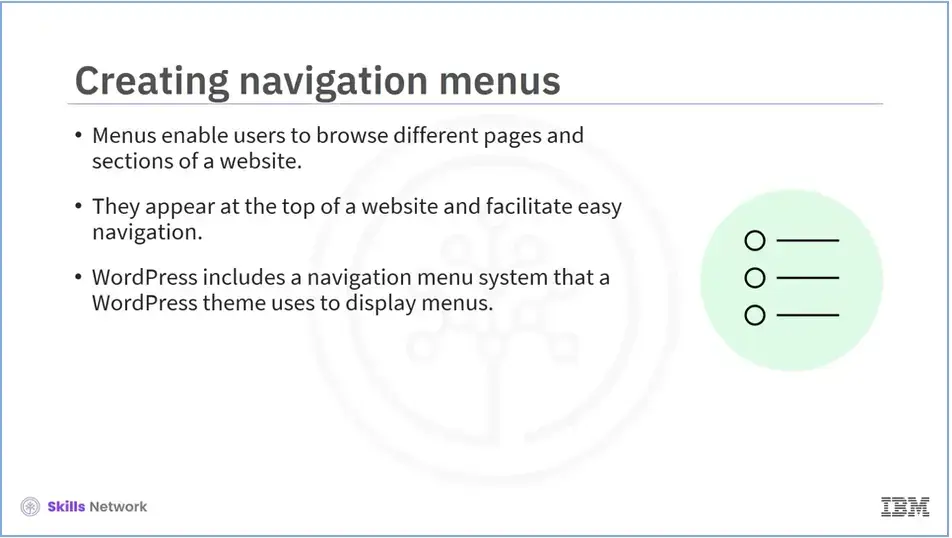 Creating navigation menus
• Menus enable users to browse different pages and
sections of a website.
• They appear at the top of a website and facilitate easy
navigation.
• WordPress includes a navigation menu system that a
WordPress theme uses to display menus.
Skills Network
IBM